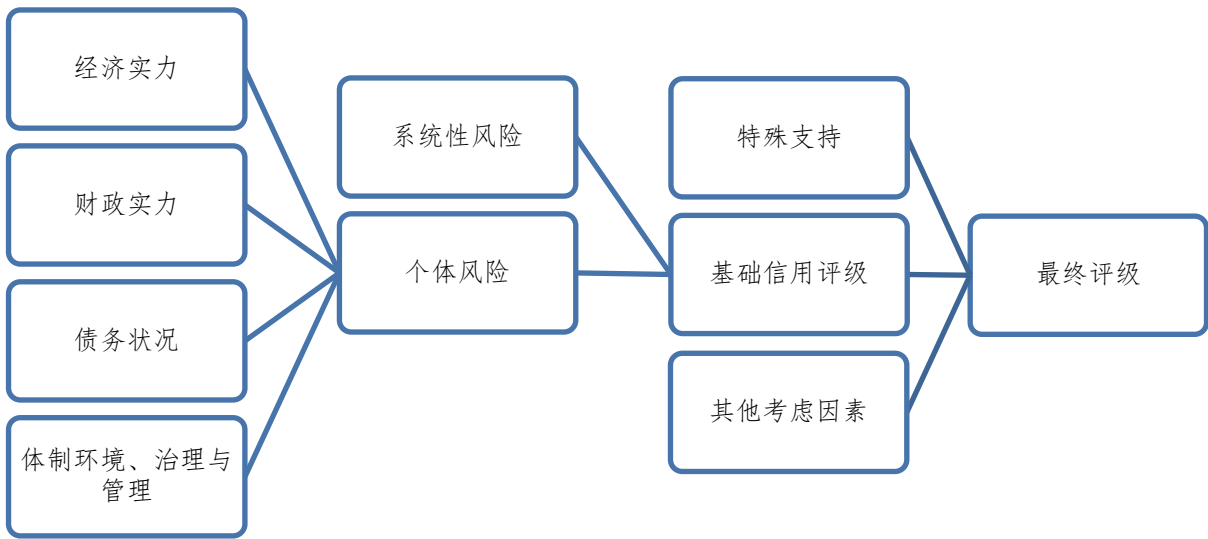 经济实力
财政实力
债务状况
体制环境、治理与
管理
系统性风险
个体风险
特殊支持
基础信用评级
其他考虑因素
最终评级